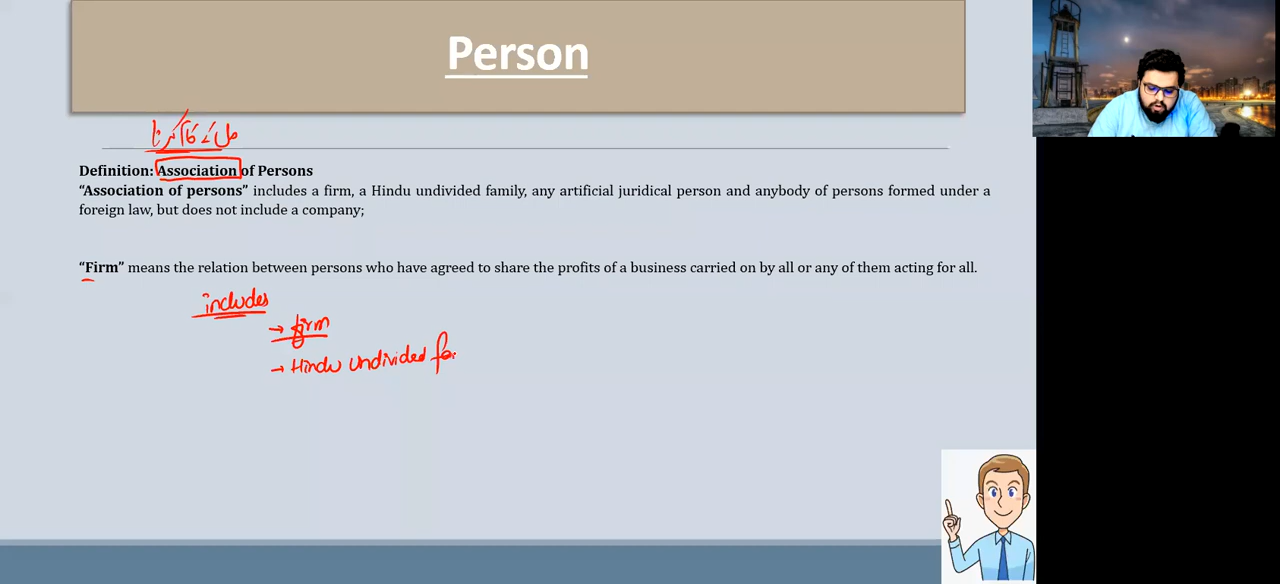 Person
مل کے کام کرنا
Definition: Association of Persons
“Association of persons” includes a firm, a Hindu undivided family, any artificial juridical person and anybody of persons formed under a
foreign law, but does not include a company;
“Firm” means the relation between persons who have agreed to share the profits of a business carried on by all or any of them acting for all.
includes
→ firm
→ Hindu undivided fa